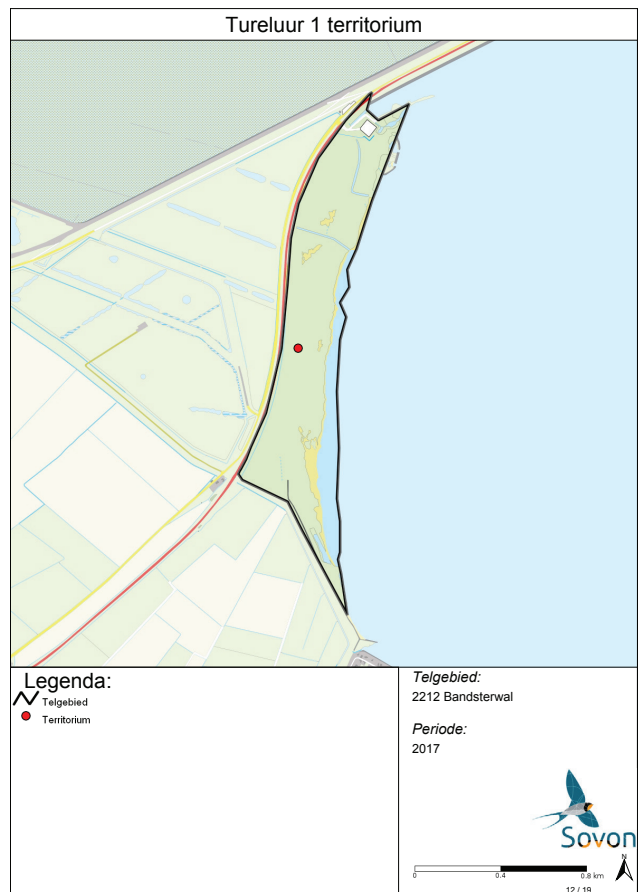 Tureluur 1 territorium
Legenda:
Telgebied
Territorium
Telgebied:
2212 Bandsterwal
Periode:
2017
Sovon
N
0 0.4 0.8 km
12 / 19